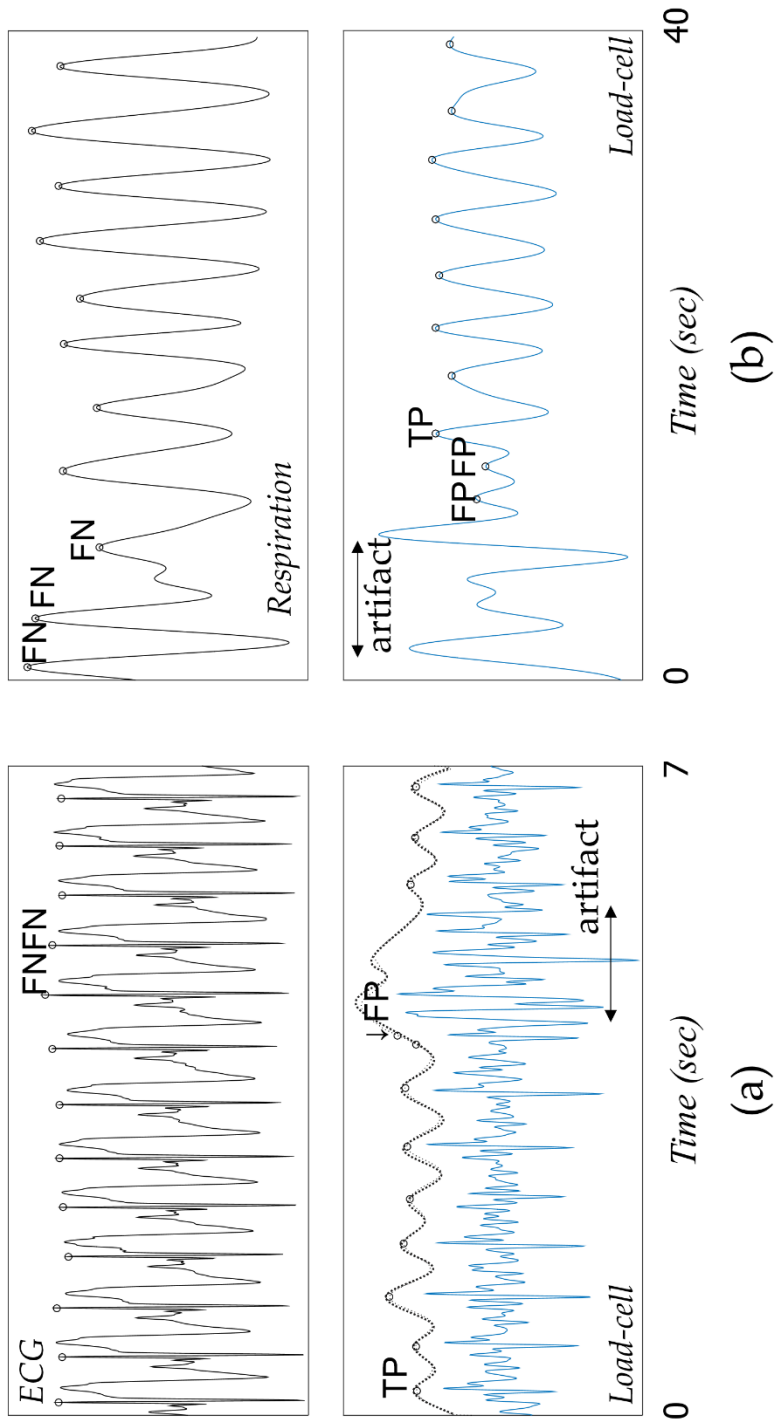 ECG
FNFN
TP
↓FP
artifact
Load-cell
0
7
Time (sec)
(a)
FN
FN
FN
Respiration
artifact
FPFP
TP
Load-cell
0
40
Time (sec)
(b)